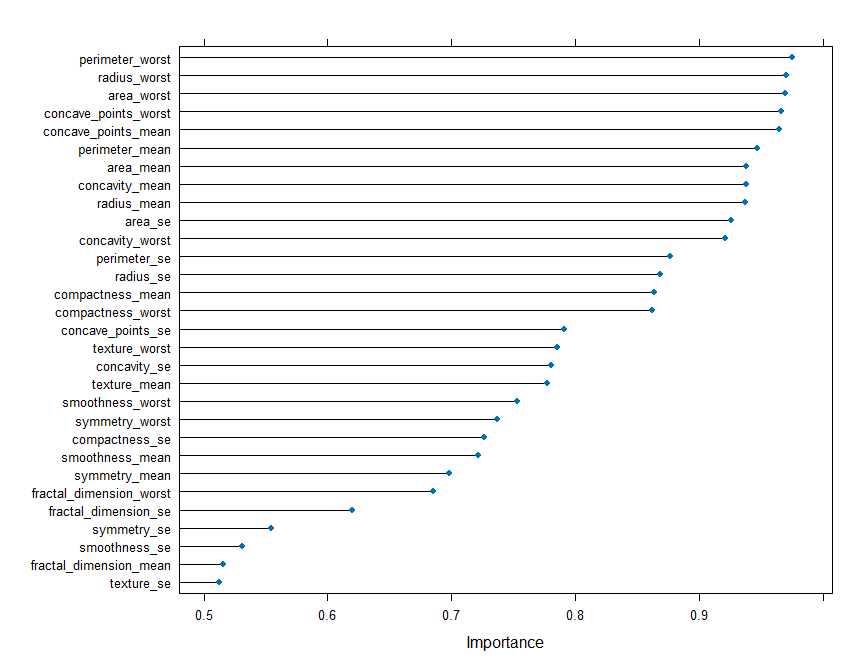 perimeter_worst
radius_worst
area_worst
concave_points_worst
concave_points_mean
perimeter_mean
area_mean
concavity_mean
radius_mean
area_se
concavity_worst
perimeter_se
radius_se
compactness_mean
compactness_worst
concave_points_se
texture_worst
concavity_se
texture_mean
smoothness_worst
symmetry_worst
compactness_se
smoothness_mean
symmetry_mean
fractal_dimension_worst
fractal_dimension_se
symmetry_se
smoothness_se
fractal_dimension_mean
texture_se
0.5 0.6 0.7 0.8 0.9
Importance